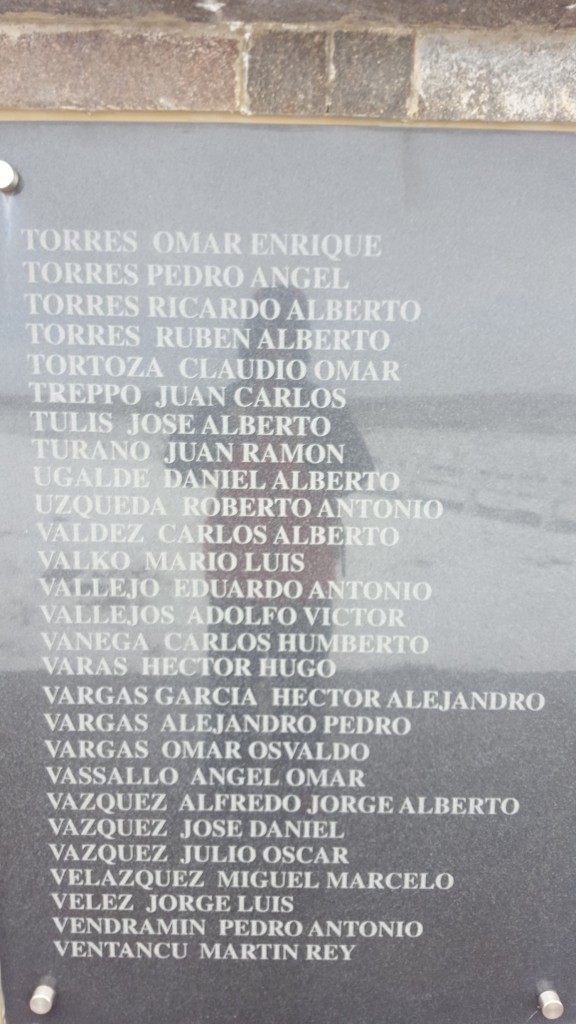 TORRES OMAR ENRIQUE
TORRES PEDRO ANGEL
TORRES RICARDO ALBERTO
TORRES RUBEN ALBERTO
TORTOZA CLAUDIO OMAR
TREPPO JUAN CARLOS
TULIS JOSE ALBERTO
TURANO JUAN RAMON
UGALDE DANIEL ALBERTO
UZQUEDA ROBERTO ANTONIO
VALDEZ CARLOS ALBERTO
VALKO MARIO LUIS
VALLEJO EDUARDO ANTONIO
VALLEJOS ADOLFO VICTOR
VANEGA CARLOS HUMBERTO
VARAS HECTOR HUGO
VARGAS GARCIA HECTOR ALEJANDRO
VARGAS ALEJANDRO PEDRO
VARGAS OMAR OSVALDO
VASSALLO ANGEL OMAR
VAZQUEZ ALFREDO JORGE ALBERTO
VAZQUEZ JOSE DANIEL
VAZQUEZ JULIO OSCAR
VELAZQUEZ MIGUEL MARCELO
VELEZ JORGE LUIS
VENDRAMIN PEDRO ANTONIO
VENTANCU MARTIN REY